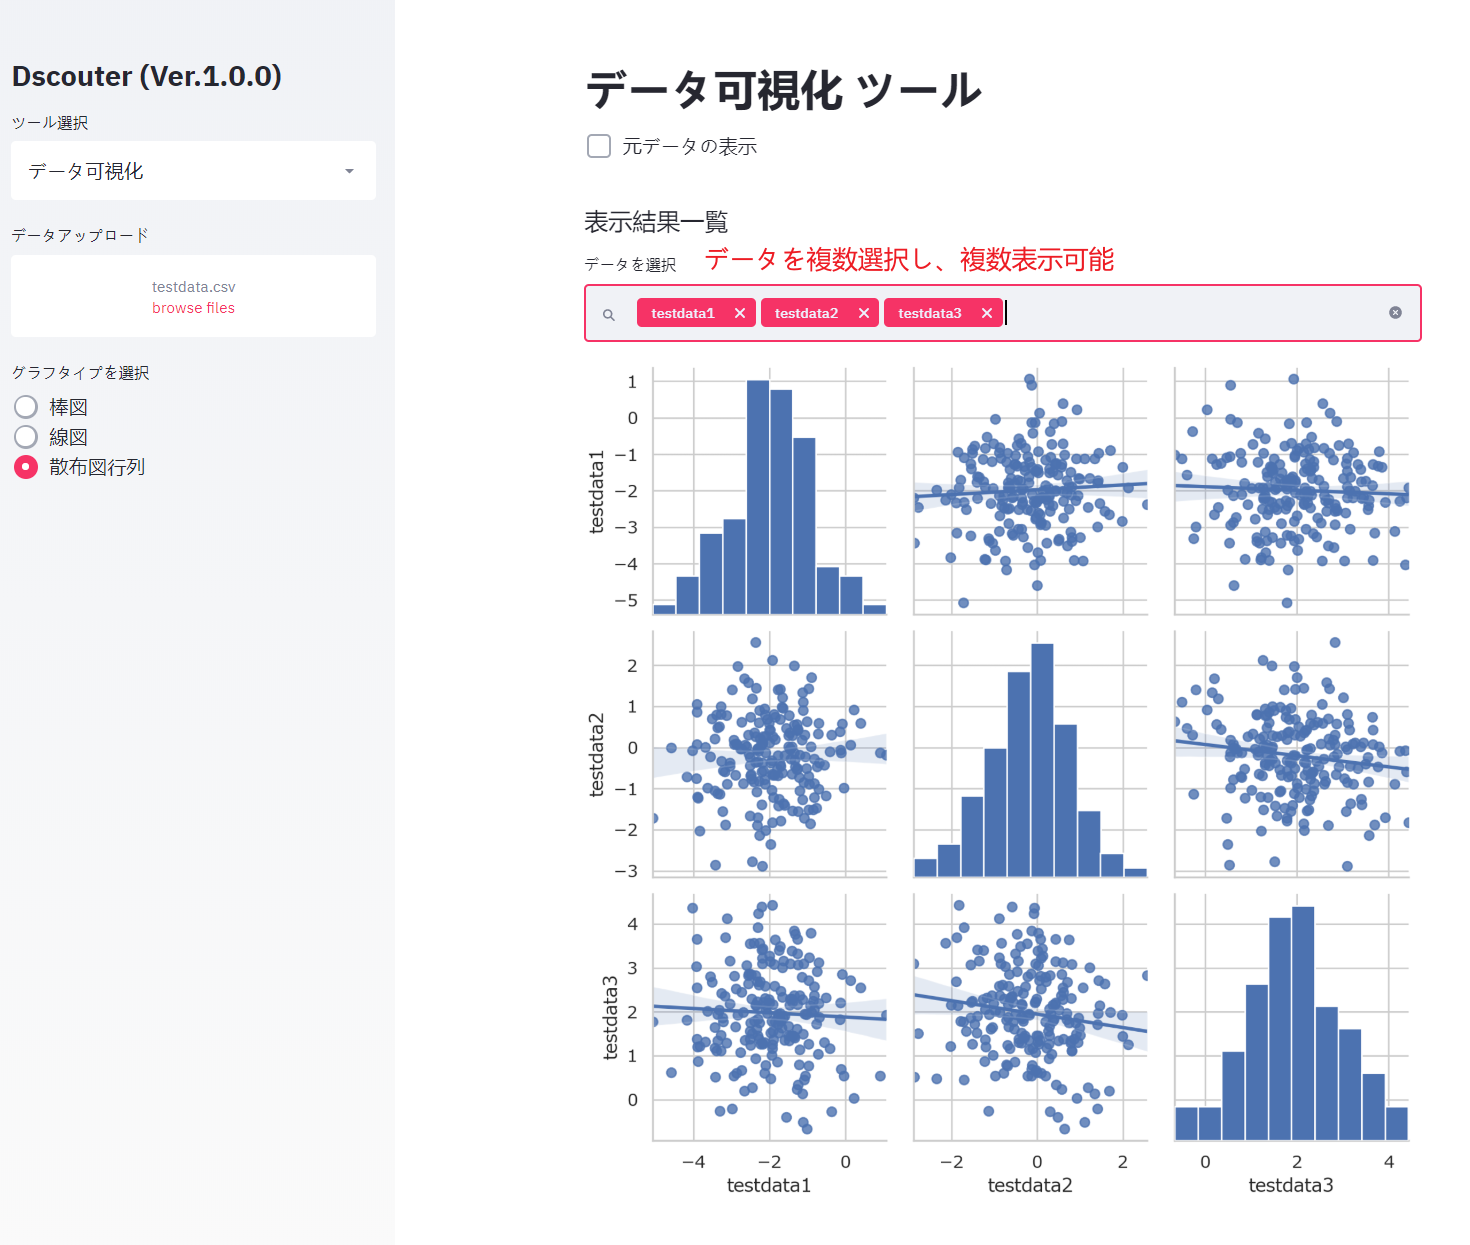 Dscouter (Ver.1.0.0)
ツール選択
データ可視化
データアップロード
testdata.csv
browse files
グラフタイプを選択
棒図
線図
散布図行列
データ可視化 ツール
元データの表示
表示結果一覧
データを選択
データを複数選択し、複数表示可能
testdata1
testdata2
testdata3
testdata1
1
0
−1
−2
−3
−4
−5
testdata2
2
1
0
−1
−2
−3
testdata3
4
3
2
1
0
−4 −2 0
testdata1
−2 0 2
testdata2
0 2 4
testdata3